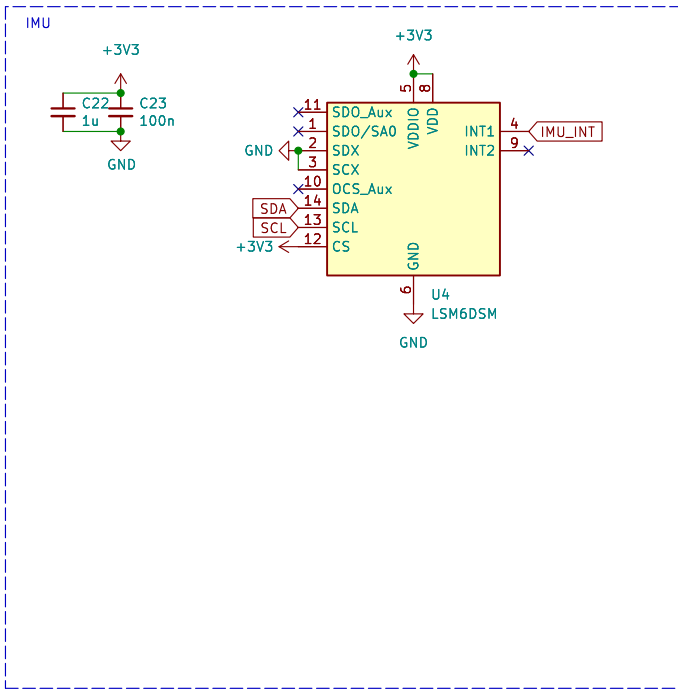 IMU
+3V3
C22
1u
C23
100n
GND
+3V3
5
8
VDDIO
VDD
11 SDO_Aux
1 SDO/SA0
GND 2 SDX
3 SCX
10 OCS_Aux
SDA 14 SDA
SCL 13 SCL
+3V3 12 CS
INT1 4 IMU_INT
INT2 9
GND
6
U4
LSM6DSM
GND